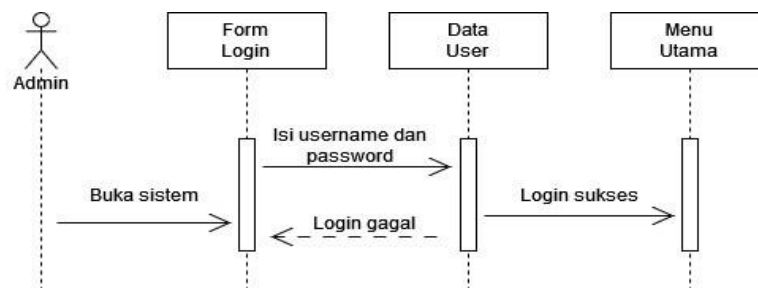 Form
Login
Data
User
Menu
Utama
Admin
Isi username dan
password
Buka sistem
Login sukses
Login gagal